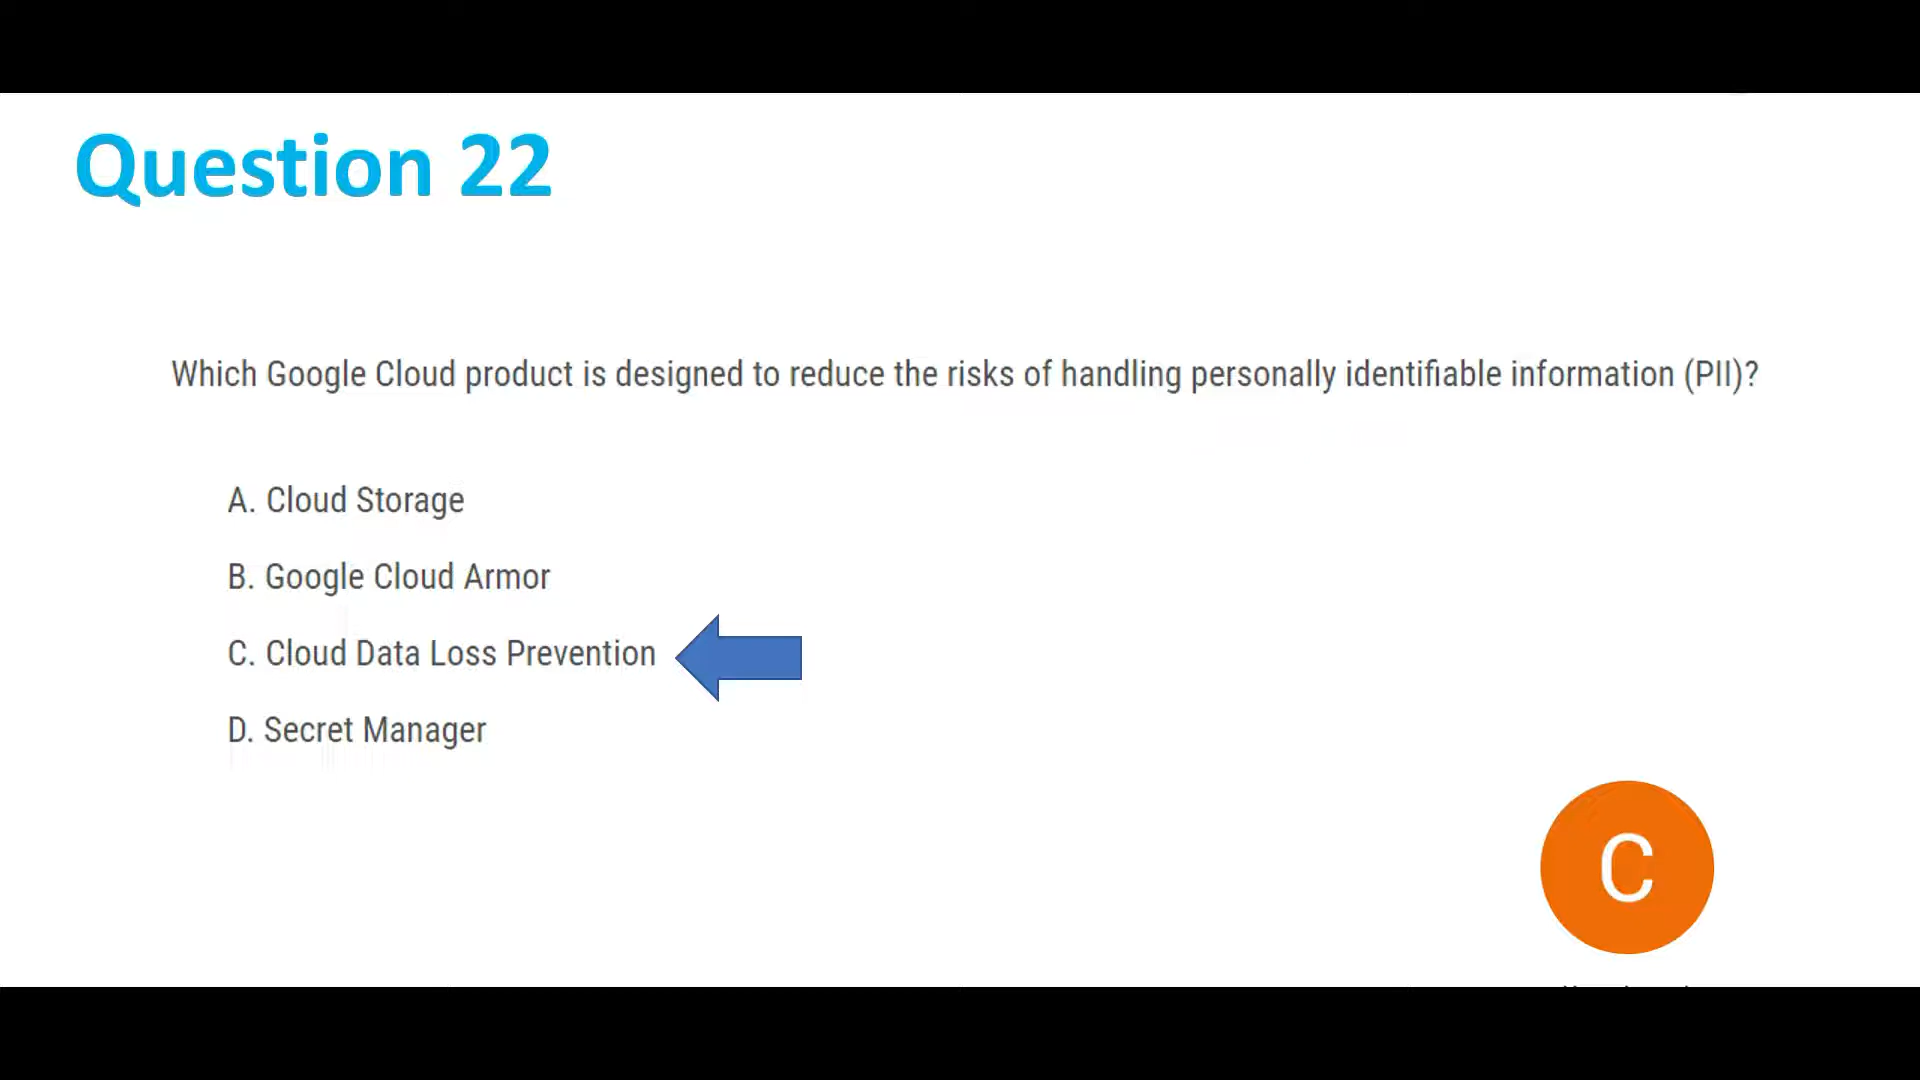 Question 22
Which Google Cloud product is designed to reduce the risks of handling personally identifiable information (PII)?
A. Cloud Storage
B. Google Cloud Armor
C. Cloud Data Loss Prevention
D. Secret Manager
C